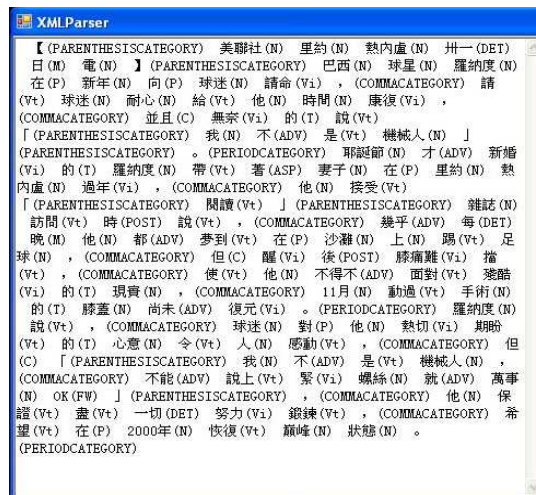 XMLParser
【(PARENTHESISCATEGORY) 美聯社(N) 里約(N) 熱內盧(N) 卅一(DET)
日(M) 電(N) 】(PARENTHESISCATEGORY) 巴西(N) 球星(N) 羅納度(N)
在(P) 新年(N) 向(P) 球迷(N) 請命(Vi) ,(COMMACATEGORY) 請
(Vt) 球迷(N) 耐心(N) 給(Vt) 他(N) 時間(N) 康復(Vi) ,
(COMMACATEGORY) 並且(C) 無奈(Vi) 的(T) 說(Vt)
「(PARENTHESISCATEGORY) 我(N) 不(ADV) 是(Vt) 機械人(N) 」
(PARENTHESISCATEGORY) 。(PERIODCATEGORY) 耶誕節(N) 才(ADV) 新婚
(Vi) 的(T) 羅納度(N) 帶(Vt) 著(ASP) 妻子(N) 在(P) 里約(N) 熱
內盧(N) 過年(Vi) ,(COMMACATEGORY) 他(N) 接受(Vt)
「(PARENTHESISCATEGORY) 閱讀(Vt) 」(PARENTHESISCATEGORY) 雜誌(N)
訪問(Vt) 時(POST) 說(Vt) ,(COMMACATEGORY) 幾乎(ADV) 每(DET)
晚(M) 他(N) 都(ADV) 夢到(Vt) 在(P) 沙灘(N) 上(N) 踢(Vt) 足
球(N) ,(COMMACATEGORY) 但(C) 醒(Vi) 後(POST) 膝痛難(Vi) 擋
(Vt) ,(COMMACATEGORY) 使(Vt) 他(N) 不得不(ADV) 面對(Vt) 殘酷
(Vi) 的(T) 現實(N) ,(COMMACATEGORY) 11月(N) 動過(Vt) 手術(N)
的(T) 膝蓋(N) 尚未(ADV) 復元(Vi) 。(PERIODCATEGORY) 羅納度(N)
說(Vt) ,(COMMACATEGORY) 球迷(N) 對(P) 他(N) 熱切(Vi) 期盼
(Vt) 的(T) 心意(N) 令(Vt) 人(N) 感動(Vt) ,(COMMACATEGORY) 但
(C) 「(PARENTHESISCATEGORY) 我(N) 不(ADV) 是(Vt) 機械人(N) ,
(COMMACATEGORY) 不能(ADV) 說上(Vt) 緊(Vi) 螺絲(N) 就(ADV) 萬事
(N) OK(FW) 」(PARENTHESISCATEGORY) ,(COMMACATEGORY) 他(N) 保
證(Vt) 盡(Vt) 一切(DET) 努力(Vi) 鍛鍊(Vt) ,(COMMACATEGORY) 希
望(Vt) 在(P) 2000年(N) 恢復(Vt) 巔峰(N) 狀態(N) 。
(PERIODCATEGORY)